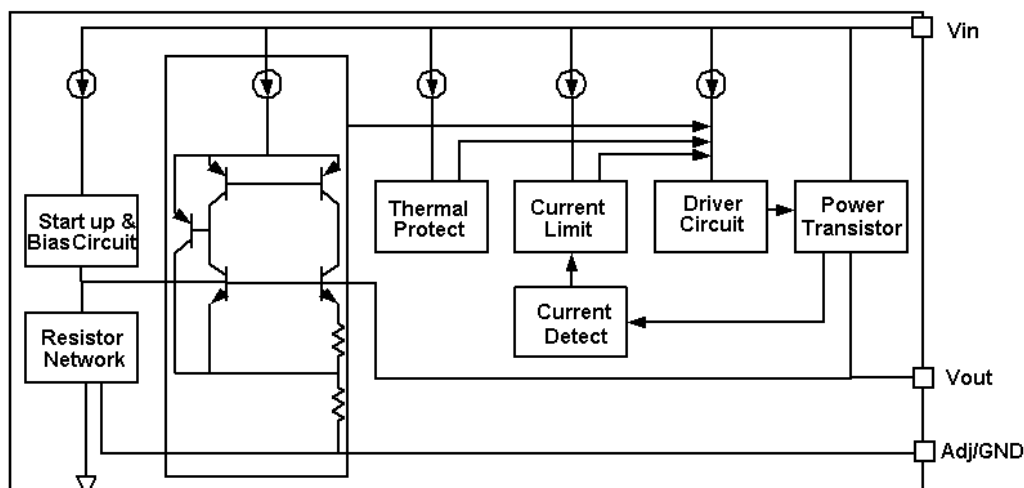 Vin
Start up &
Bias Circuit
Thermal
Protect
Current
Limit
Driver
Circuit
Power
Transistor
Resistor
Network
Current
Detect
Vout
Adj/GND